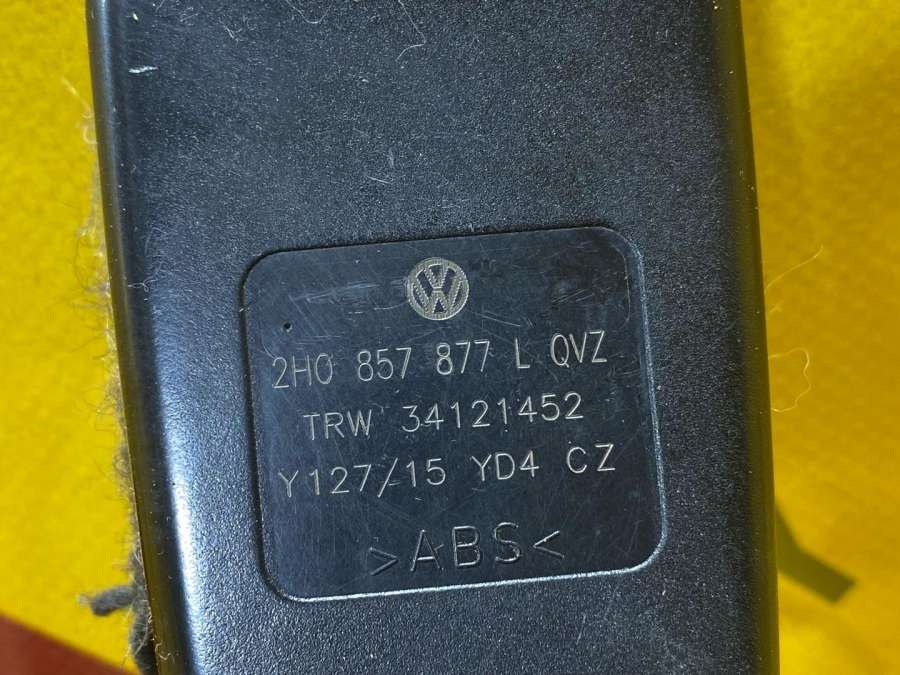 2H0 857 877 L QVZ
TRW 34121452
Y127/15 YD4 CZ
>ABS<